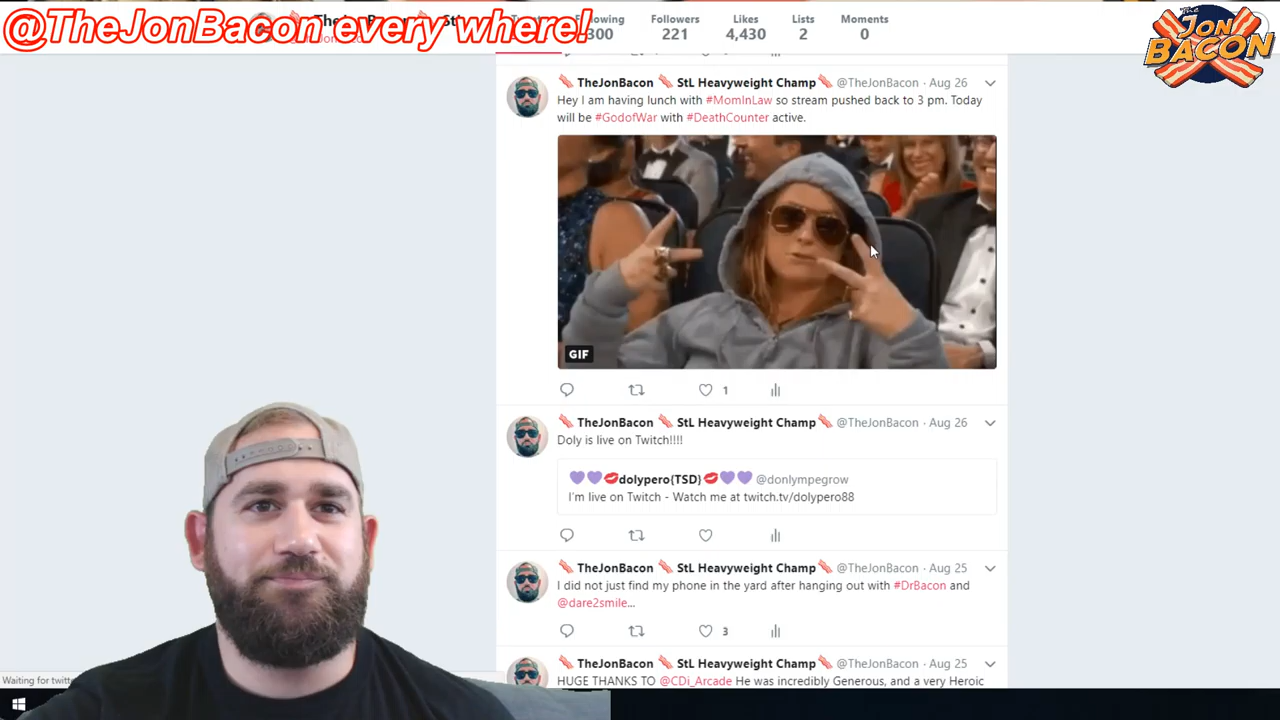 @TheJonBacon every where!
The
JON
BACON
Following Followers Likes Lists Moments
300 221 4,430 2 0
TheJonBacon StL Heavyweight Champ @TheJonBacon · Aug 26
Hey I am having lunch with #MomInLaw so stream pushed back to 3 pm. Today
will be #GodofWar with #DeathCounter active.
GIF
1
TheJonBacon StL Heavyweight Champ @TheJonBacon · Aug 26
Doly is live on Twitch!!!!
dolypero{TSD} @donlympegrow
I'm live on Twitch - Watch me at twitch.tv/dolypero88
TheJonBacon StL Heavyweight Champ @TheJonBacon · Aug 25
I did not just find my phone in the yard after hanging out with #DrBacon and
@dare2smile...
3
TheJonBacon StL Heavyweight Champ @TheJonBacon · Aug 25
HUGE THANKS TO @CDi_Arcade He was incredibly Generous, and a very Heroic
Waiting for twitt